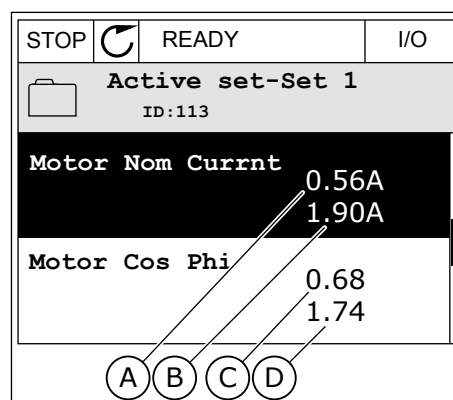 STOP READY I/O
Active set-Set 1
ID:113
Motor Nom Currnt
0.56A
1.90A
Motor Cos Phi
0.68
1.74
A B C D